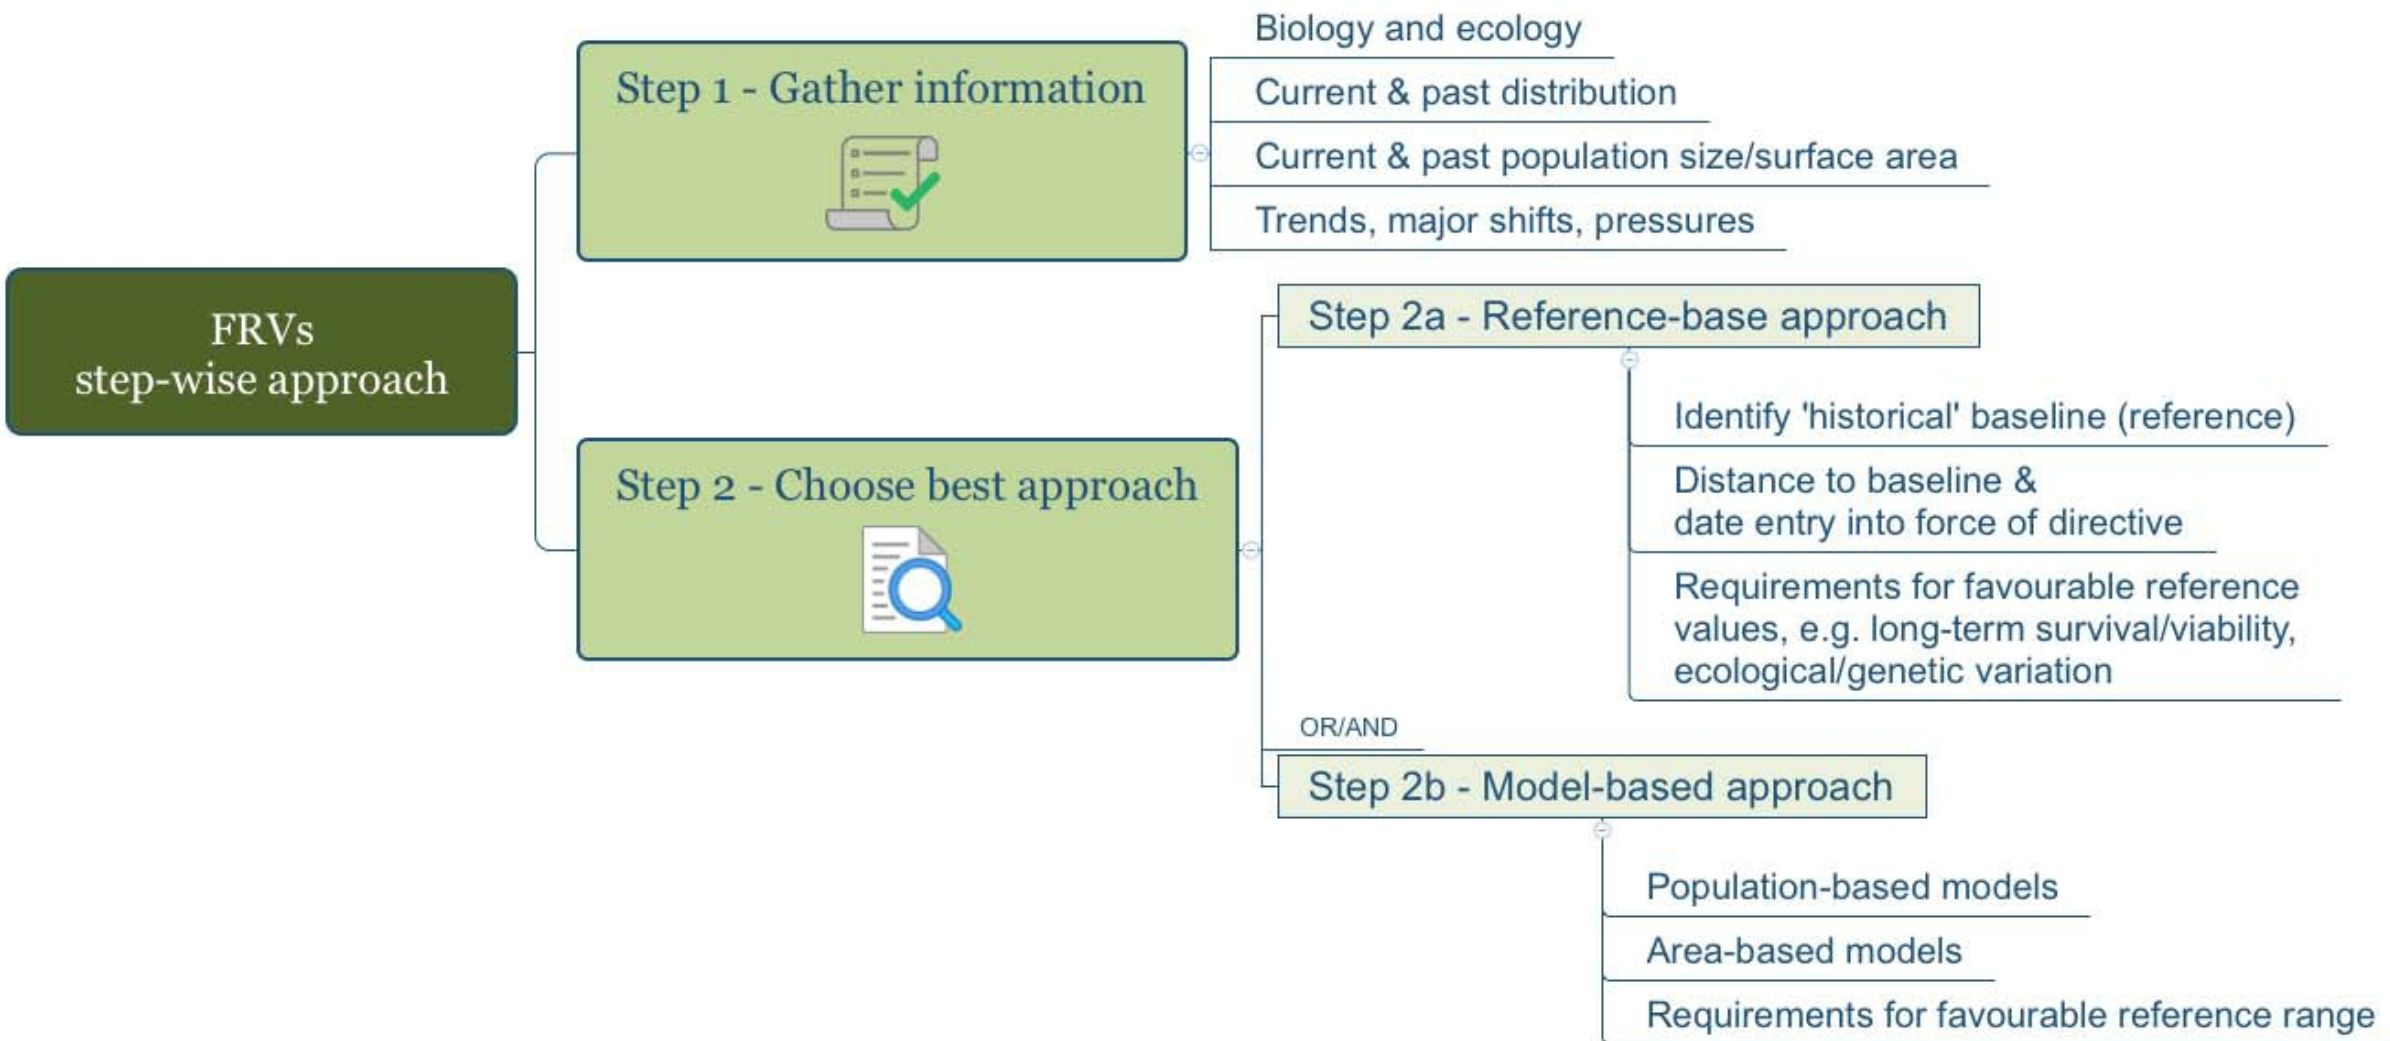 FRVs
step-wise approach
Step 1 - Gather information
Biology and ecology
Current & past distribution
Current & past population size/surface area
Trends, major shifts, pressures
Step 2 - Choose best approach
Step 2a - Reference-base approach
Identify 'historical' baseline (reference)
Distance to baseline &
date entry into force of directive
Requirements for favourable reference
values, e.g. long-term survival/viability,
ecological/genetic variation
OR/AND
Step 2b - Model-based approach
Population-based models
Area-based models
Requirements for favourable reference range